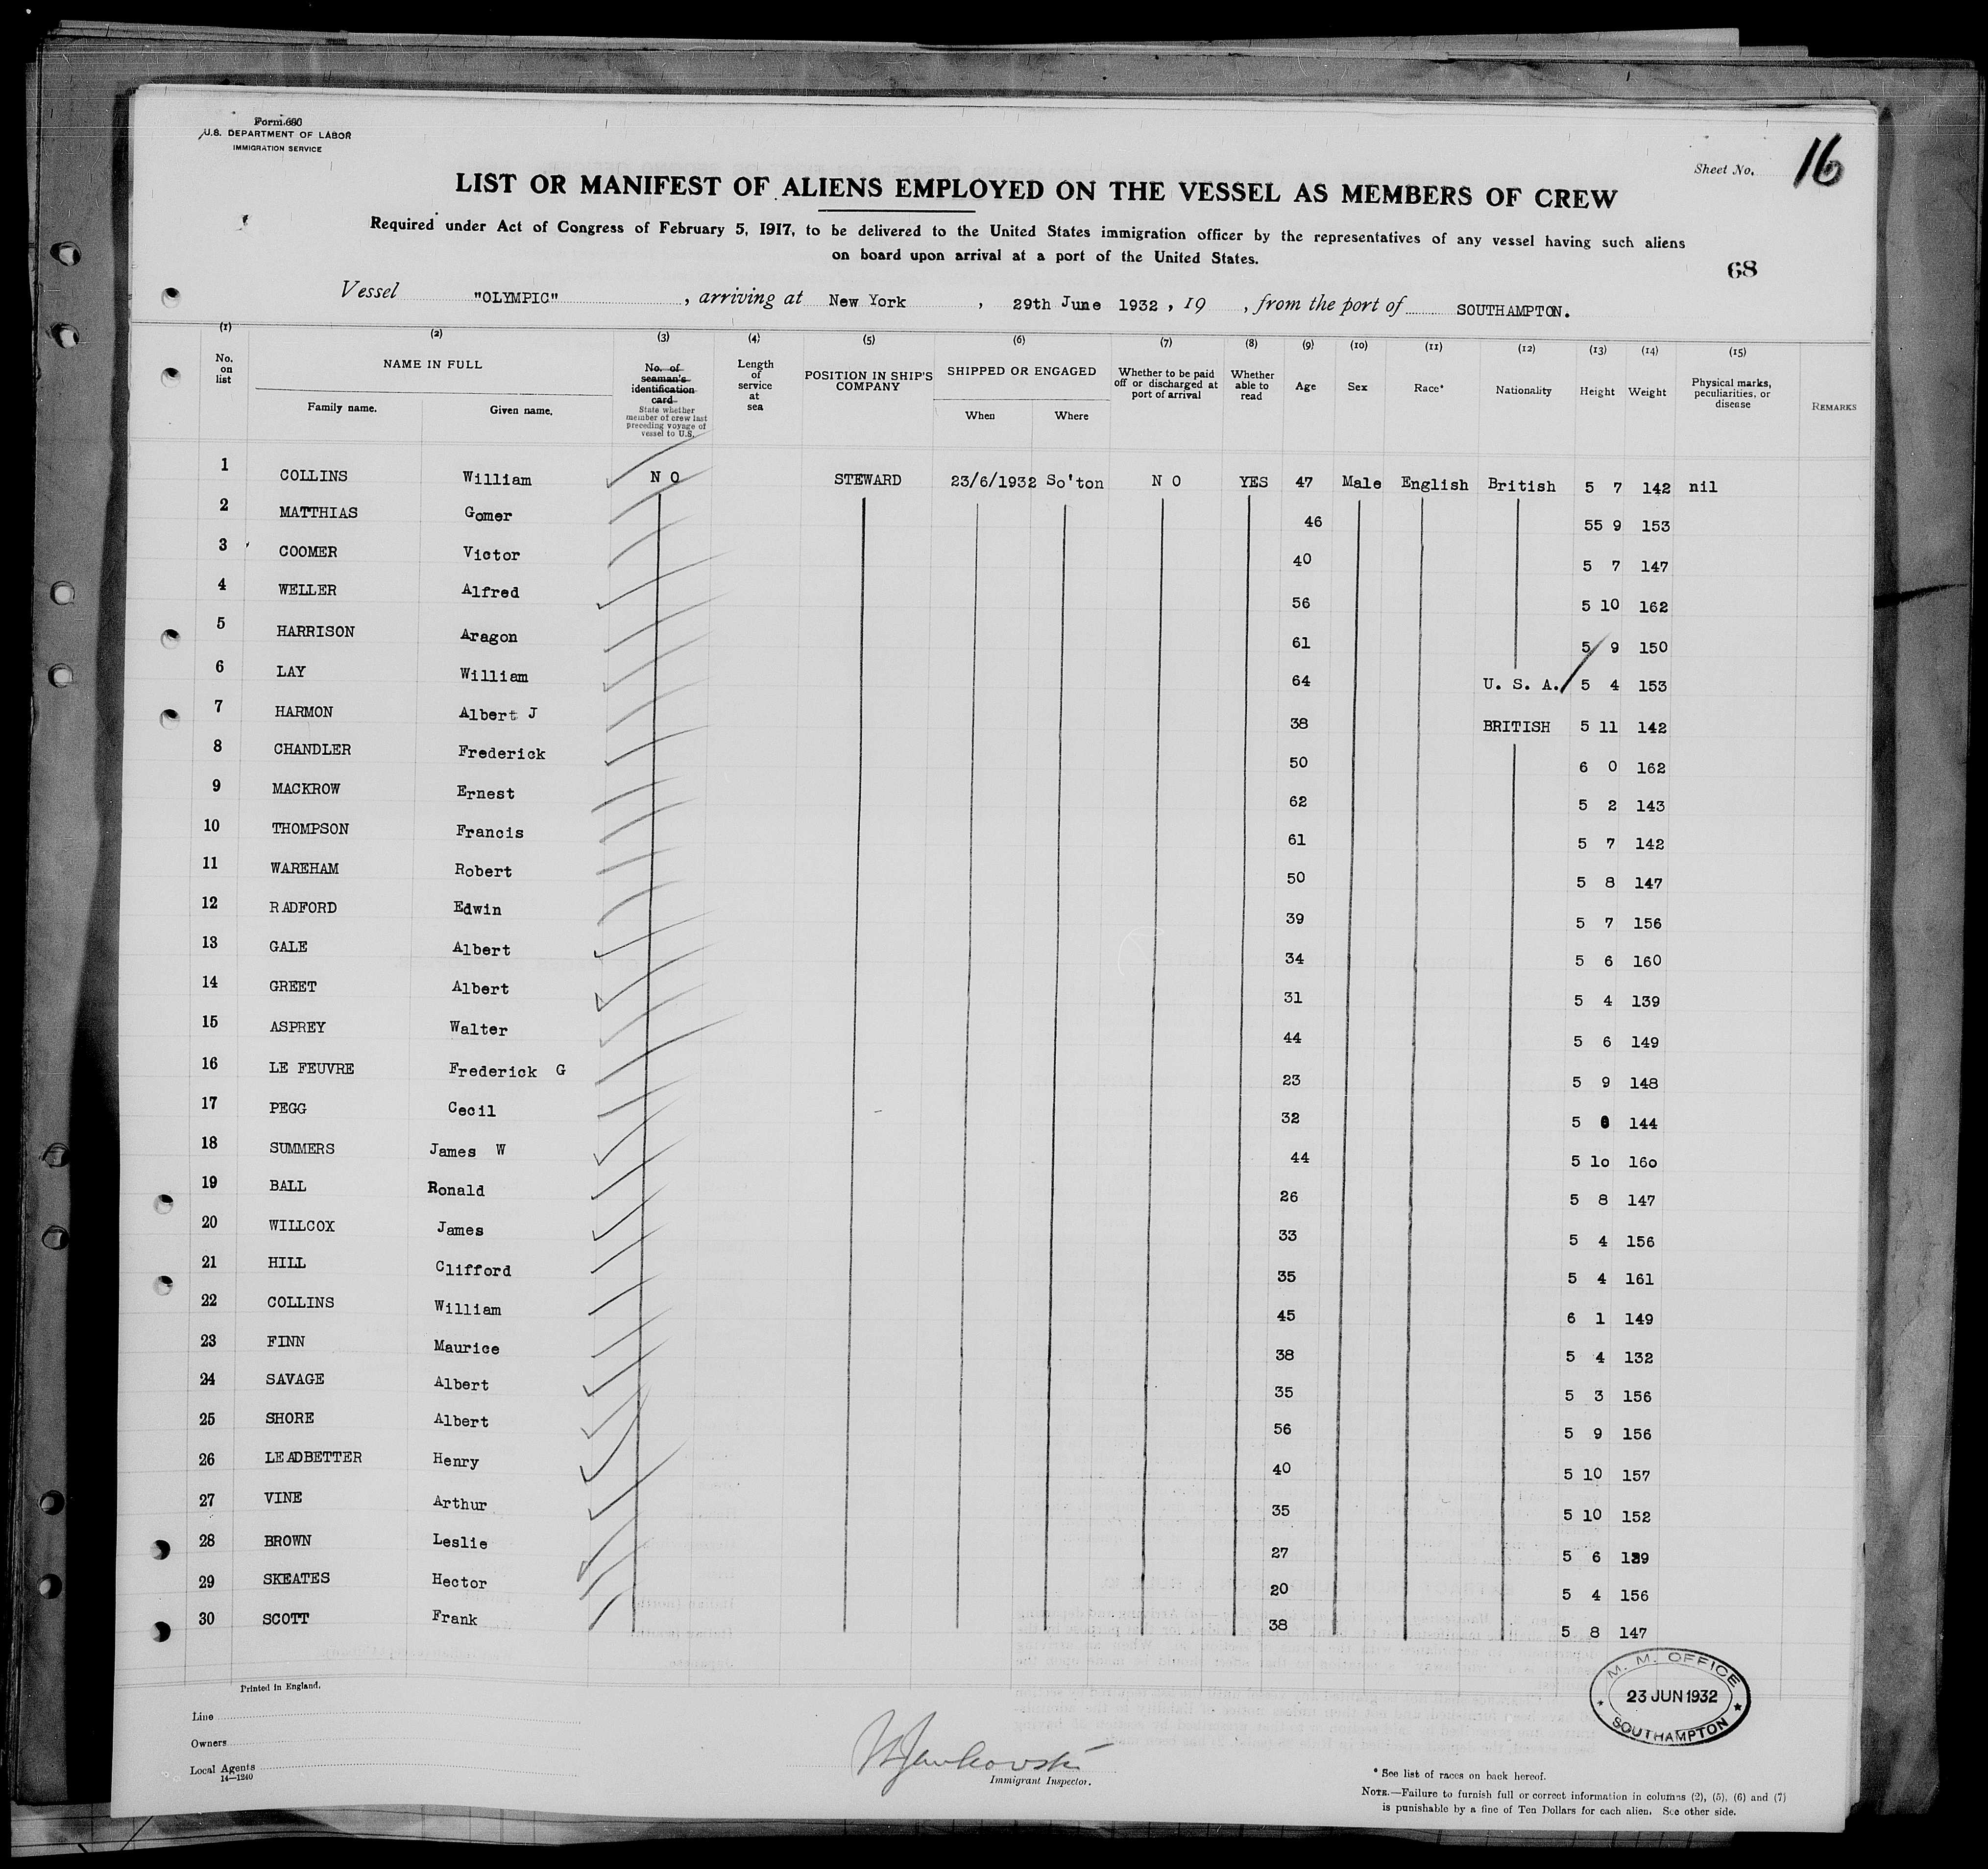 Form 680
U.S. DEPARTMENT OF LABOR
IMMIGRATION SERVICE
Sheet No. 16
LIST OR MANIFEST OF ALIENS EMPLOYED ON THE VESSEL AS MEMBERS OF CREW
Required under Act of Congress of February 5, 1917, to be delivered to the United States immigration officer by the representatives of any vessel having such aliens
on board upon arrival at a port of the United States.
68
Vessel "OLYMPIC", arriving at New York, 29th June 1932, 19 , from the port of SOUTHAMPTON.
(1) (2) (3) (4) (5) (6) (7) (8) (9) (10) (11) (12) (13) (14) (15)
No. on list
NAME IN FULL
Family name. Given name.
No. of seaman's identification card
State whether member of crew last preceding voyage of vessel to U.S.
Length of service at sea
POSITION IN SHIP'S COMPANY
SHIPPED OR ENGAGED
When Where
Whether to be paid off or discharged at port of arrival
Whether able to read
Age
Sex
Race*
Nationality
Height
Weight
Physical marks, peculiarities, or disease
REMARKS
1 COLLINS William N O STEWARD 23/6/1932 So'ton N O YES 47 Male English British 5 7 142 nil
2 MATTHIAS Gomer 46 55 9 153
3 COOMER Victor 40 5 7 147
4 WELLER Alfred 56 5 10 162
5 HARRISON Aragon 61 5 9 150
6 LAY William 64 U. S. A. 5 4 153
7 HARMON Albert J 38 BRITISH 5 11 142
8 CHANDLER Frederick 50 6 0 162
9 MACKROW Ernest 62 5 2 143
10 THOMPSON Francis 61 5 7 142
11 WAREHAM Robert 50 5 8 147
12 RADFORD Edwin 39 5 7 156
13 GALE Albert 34 5 6 160
14 GREET Albert 31 5 4 139
15 ASPREY Walter 44 5 6 149
16 LE FEUVRE Frederick G 23 5 9 148
17 PEGG Cecil 32 5 144
18 SUMMERS James W 44 5 10 160
19 BALL Ronald 26 5 8 147
20 WILLCOX James 33 5 4 156
21 HILL Clifford 35 5 4 161
22 COLLINS William 45 6 1 149
23 FINN Maurice 38 5 4 132
24 SAVAGE Albert 35 5 3 156
25 SHORE Albert 56 5 9 156
26 LEADBETTER Henry 40 5 10 157
27 VINE Arthur 35 5 10 152
28 BROWN Leslie 27 5 6
29 SKEATES Hector 20 5 4 156
30 SCOTT Frank 38 5 8 147
M. M. OFFICE
23 JUN 1932
SOUTHAMPTON
Printed in England.
Line
Owners
Local Agents
14—1240
Immigrant Inspector.
* See list of races on back hereof.
NOTE.—Failure to furnish full or correct information in columns (2), (5), (6) and (7)
is punishable by a fine of Ten Dollars for each alien. See other side.